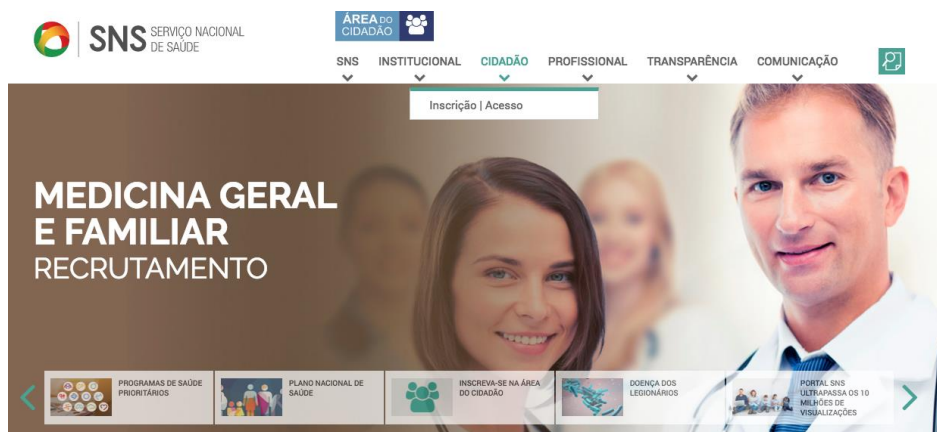 SNS SERVIÇO NACIONAL
DE SAÚDE
ÁREA DO
CIDADÃO
SNS INSTITUCIONAL CIDADÃO PROFISSIONAL TRANSPARÊNCIA COMUNICAÇÃO
Inscrição | Acesso
MEDICINA GERAL
E FAMILIAR
RECRUTAMENTO
PROGRAMAS DE SAÚDE
PRIORITÁRIOS
PLANO NACIONAL DE
SAÚDE
INSCREVA-SE NA ÁREA
DO CIDADÃO
DOENÇA DOS
LEGIONÁRIOS
PORTAL SNS
ULTRAPASSA OS 10
MILHÕES DE
VISUALIZAÇÕES